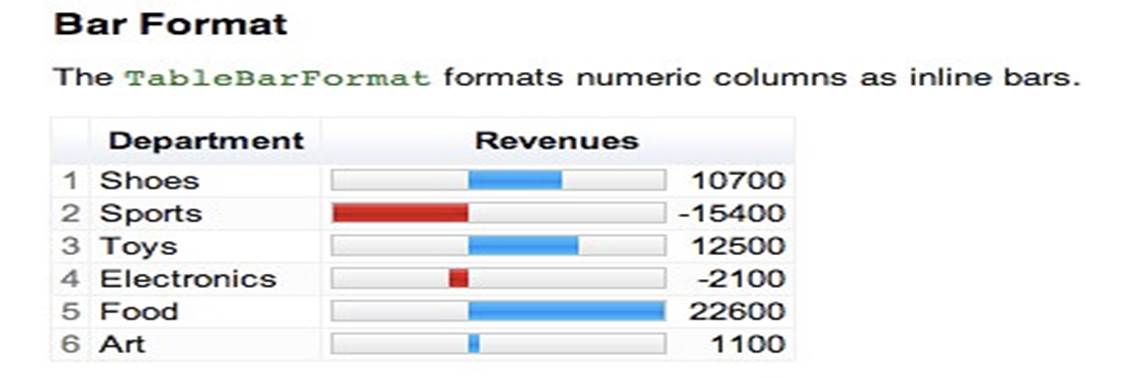 Bar Format
The TableBarFormat formats numeric columns as inline bars.
Department Revenues
1 Shoes 10700
2 Sports -15400
3 Toys 12500
4 Electronics -2100
5 Food 22600
6 Art 1100